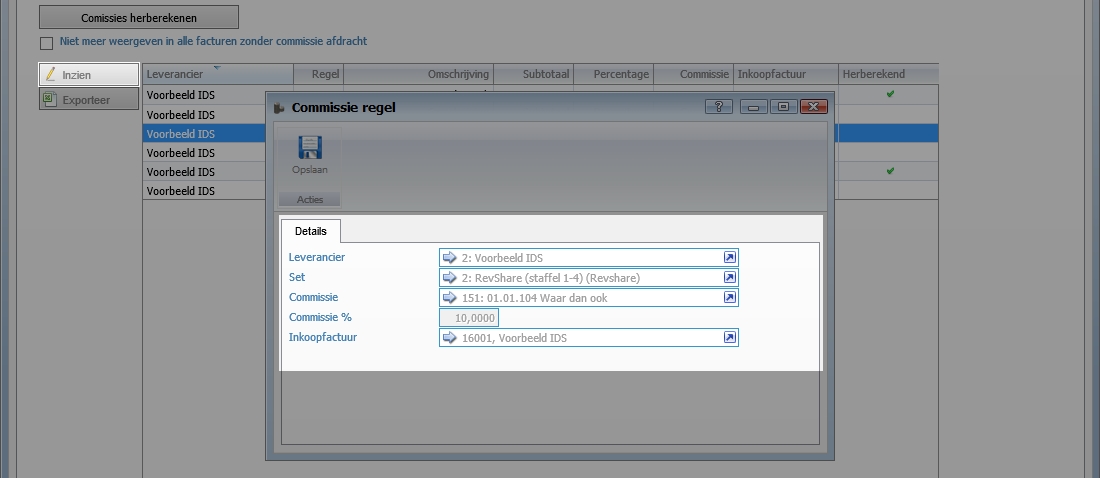 Comissies herberekenen
Niet meer weergeven in alle facturen zonder commissie afdracht
Inzien
Exporteer
Leverancier Regel Omschrijving Subtotaal Percentage Commissie Inkoopfactuur Herberekend
Voorbeeld IDS
Voorbeeld IDS
Voorbeeld IDS
Voorbeeld IDS
Voorbeeld IDS
Voorbeeld IDS
Commissie regel
?
Opslaan
Acties
Details
Leverancier 2: Voorbeeld IDS
Set 2: RevShare (staffel 1-4) (Revshare)
Commissie 151: 01.01.104 Waar dan ook
Commissie % 10,0000
Inkoopfactuur 16001, Voorbeeld IDS